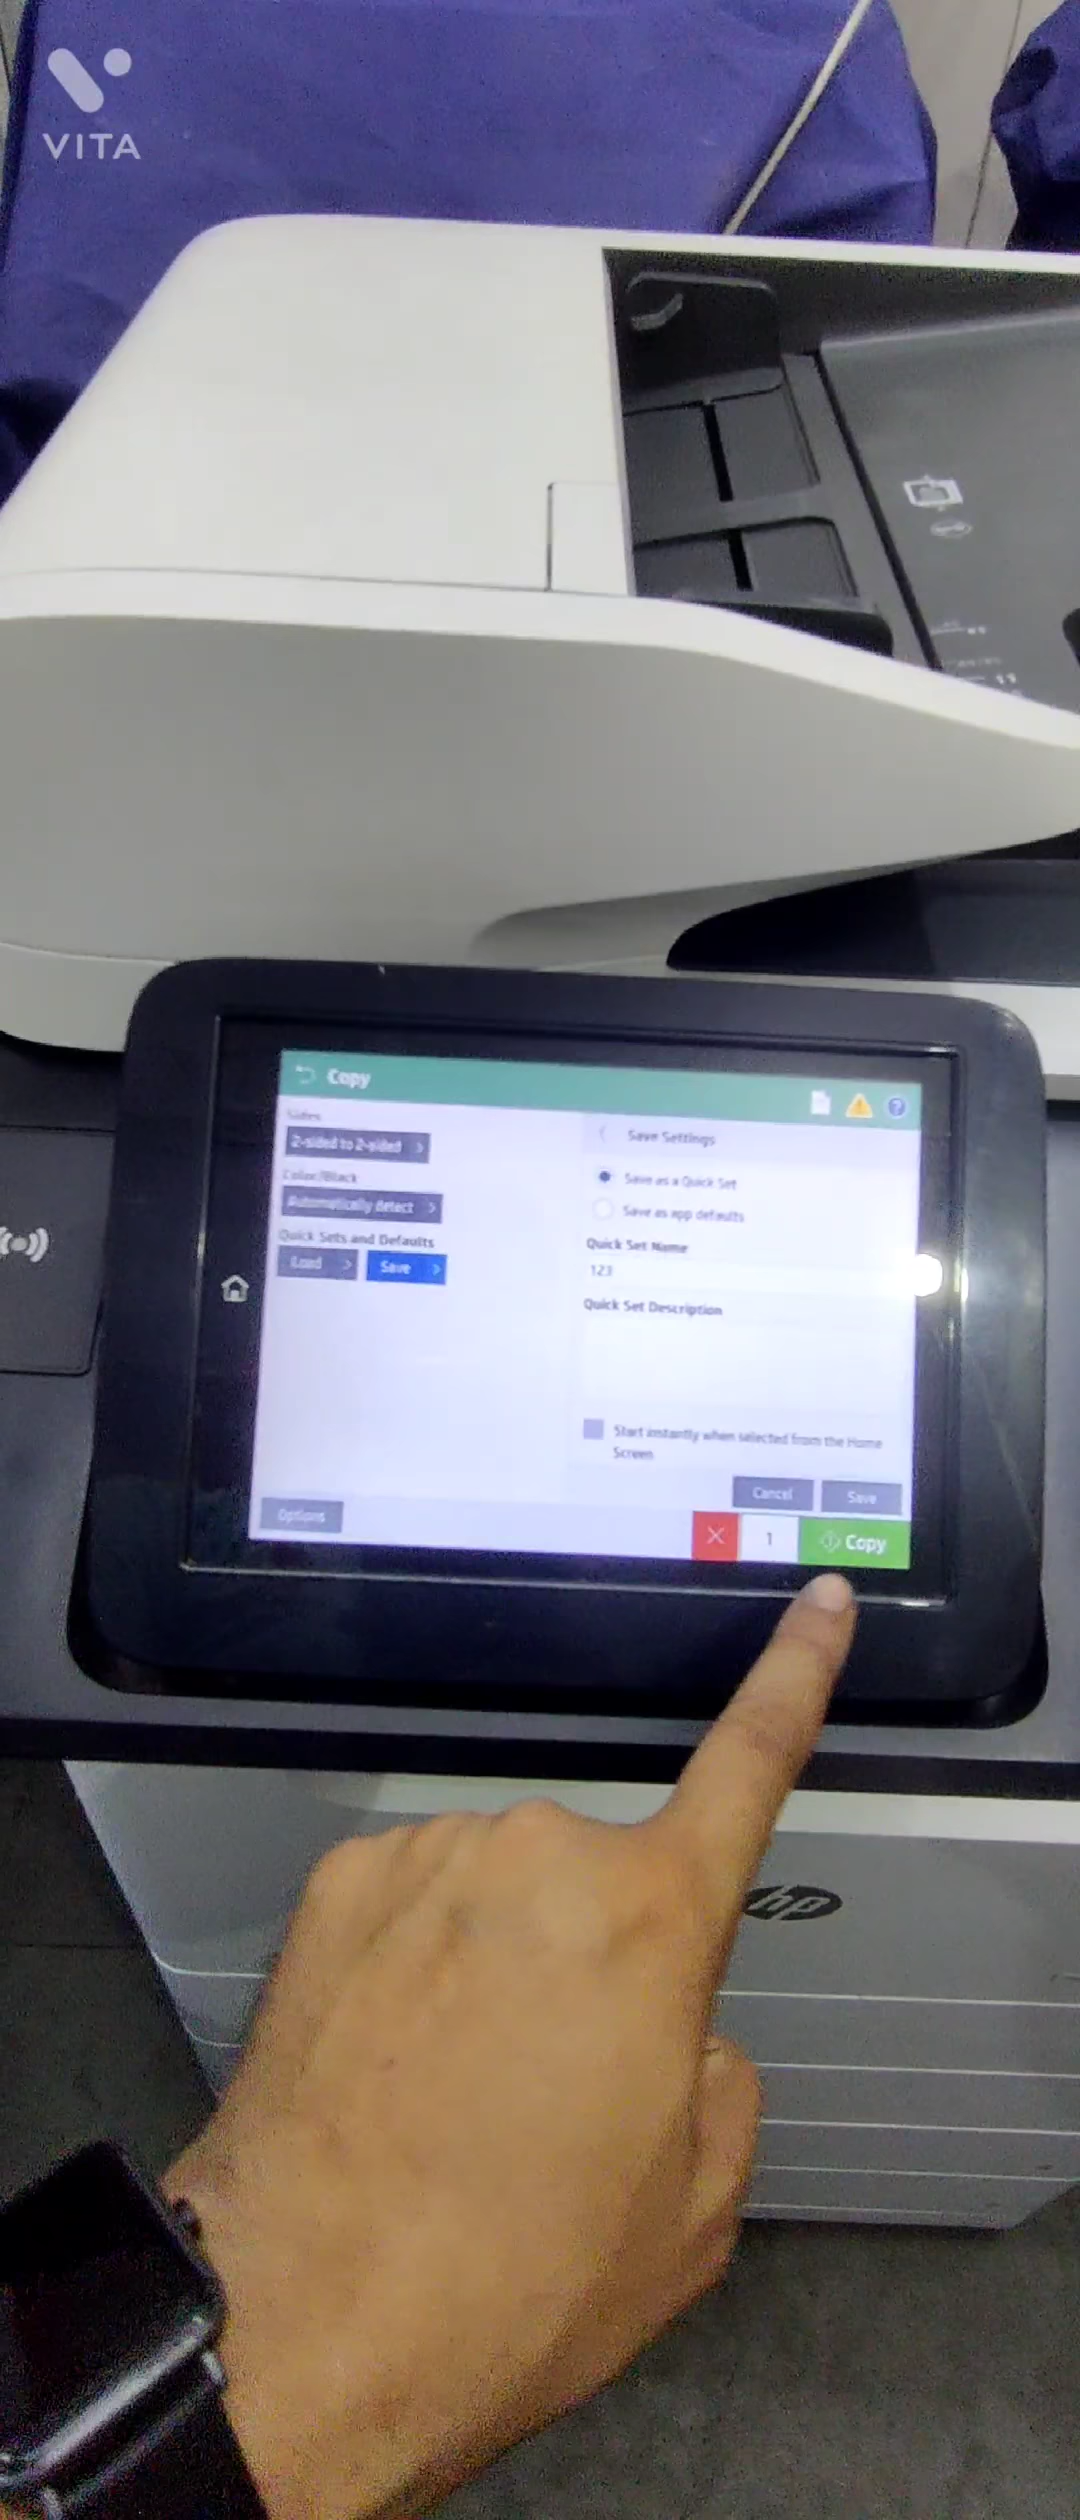 VITA
Copy
Sides
2-sided to 2-sided
Color/Black
Automatically detect
Quick Sets and Defaults
Load
Save
Save Settings
Save as a Quick Set
Save as app defaults
Quick Set Name
123
Quick Set Description
Start instantly when selected from the Home
Screen
Cancel
Save
Options
1
Copy
hp